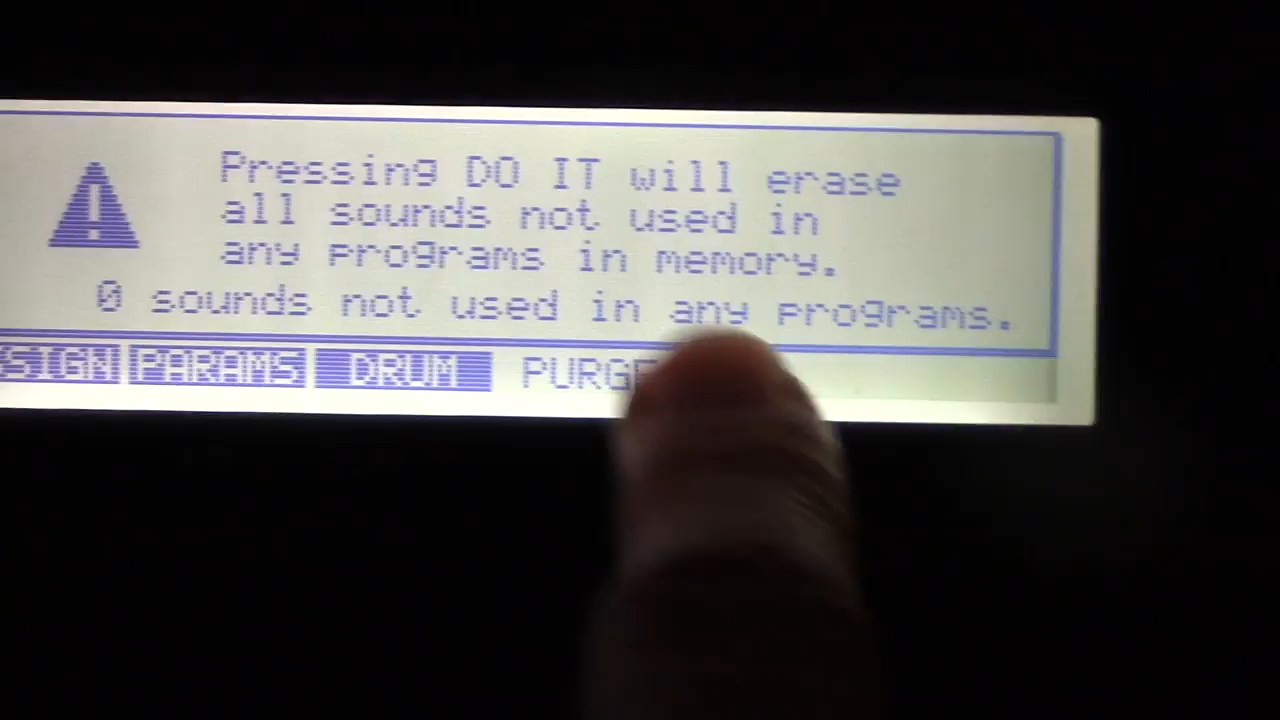 Pressing DO IT will erase
all sounds not used in
any programs in memory.
0 sounds not used in any programs.
PARAMS DRUM PURGE